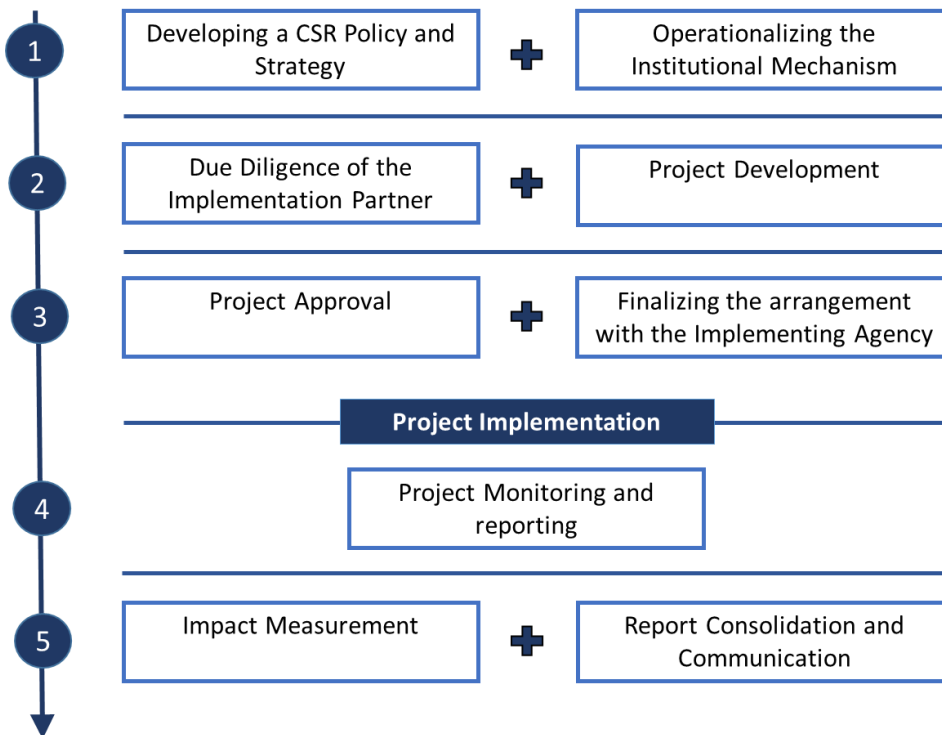 1
Developing a CSR Policy and
Strategy
Operationalizing the
Institutional Mechanism
2
Due Diligence of the
Implementation Partner
Project Development
3
Project Approval
Finalizing the arrangement
with the Implementing Agency
Project Implementation
4
Project Monitoring and
reporting
5
Impact Measurement
Report Consolidation and
Communication